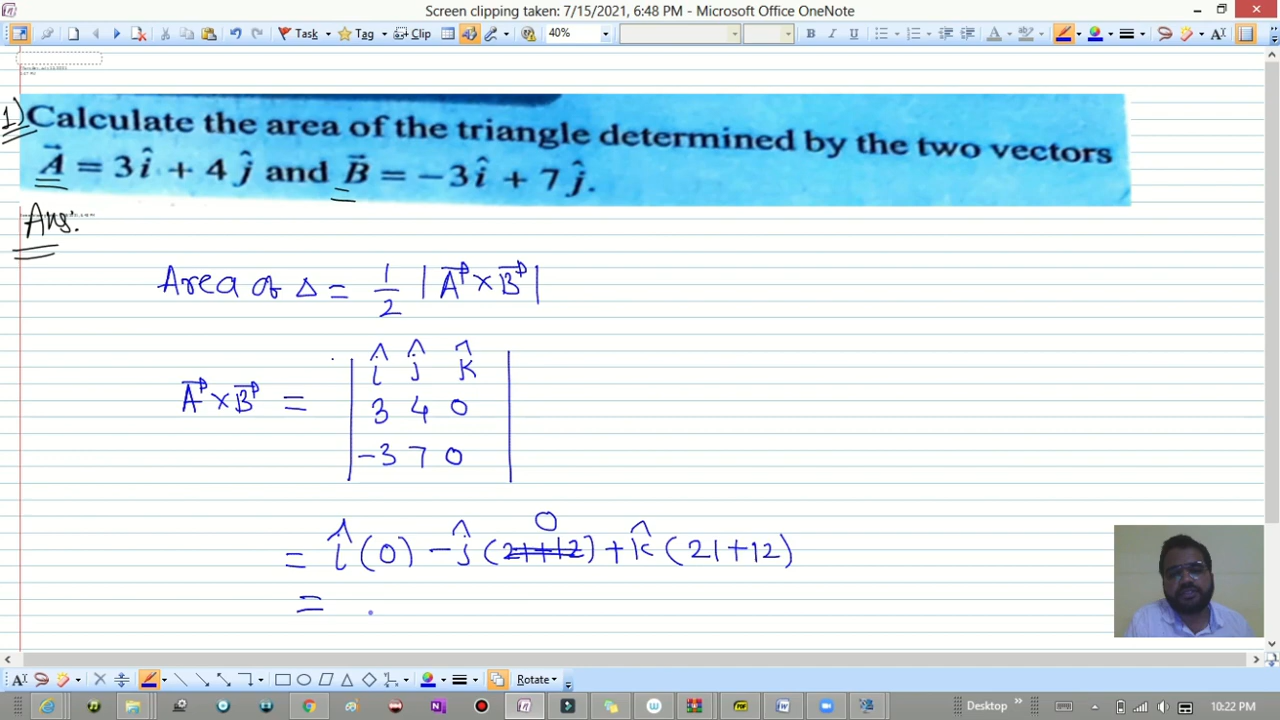 Screen clipping taken: 7/15/2021, 6:48 PM - Microsoft Office OneNote
Task Tag Clip 40% B I U
1) Calculate the area of the triangle determined by the two vectors
A⃗ = 3î + 4ĵ and B⃗ = −3î + 7ĵ.
Ans:
Area of Δ = 1/2 | A⃗ × B⃗ |
î ĵ k̂
A⃗ × B⃗ = 3 4 0
-3 7 0
0
= î (0) − ĵ (21+12) + k̂ (21+12)
=
Rotate
Desktop 10:22 PM